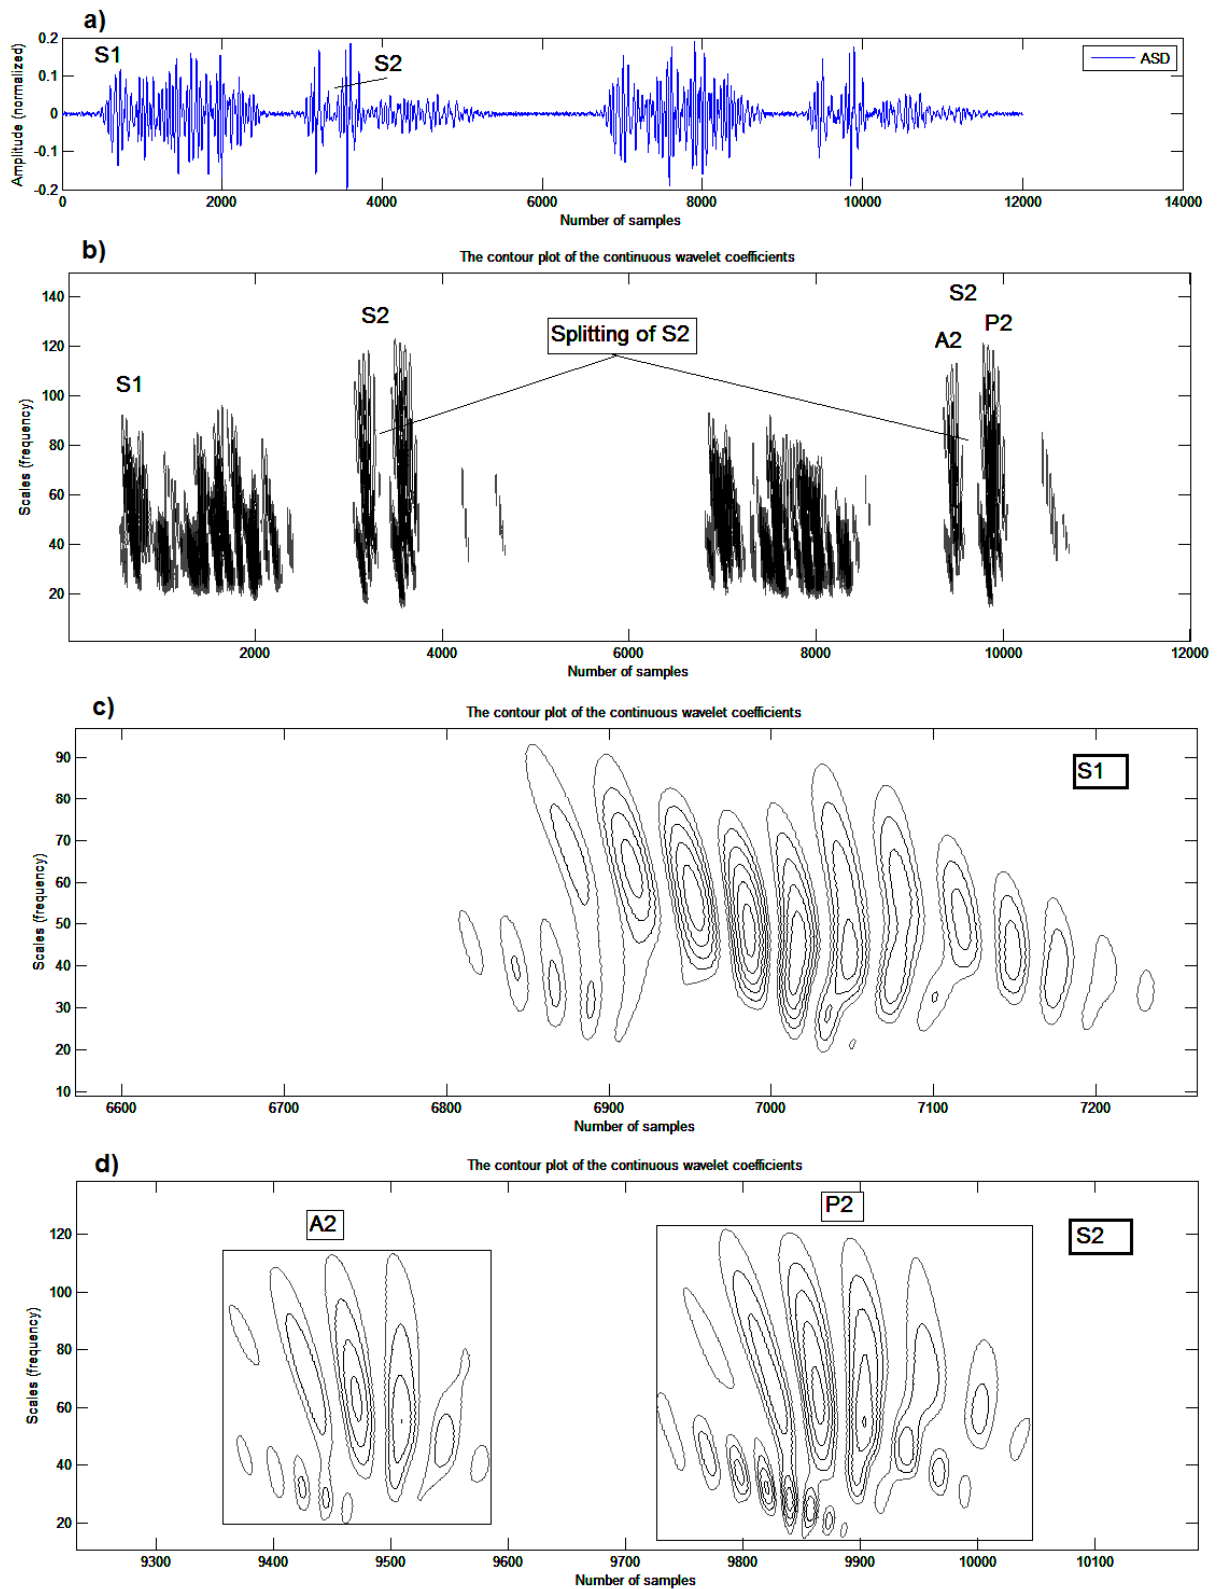 a)
0.2
0.1
0
-0.1
-0.2
Amplitude (normalized)
S1
S2
ASD
0 2000 4000 6000 8000 10000 12000 14000
Number of samples
b)
The contour plot of the continuous wavelet coefficients
140
120
100
80
60
40
20
Scales (frequency)
S1
S2
Splitting of S2
S2
A2
P2
2000 4000 6000 8000 10000 12000
Number of samples
c)
The contour plot of the continuous wavelet coefficients
90
80
70
60
50
40
30
20
10
Scales (frequency)
S1
6600 6700 6800 6900 7000 7100 7200
Number of samples
d)
The contour plot of the continuous wavelet coefficients
120
100
80
60
40
20
Scales (frequency)
A2
P2
S2
9300 9400 9500 9600 9700 9800 9900 10000 10100
Number of samples